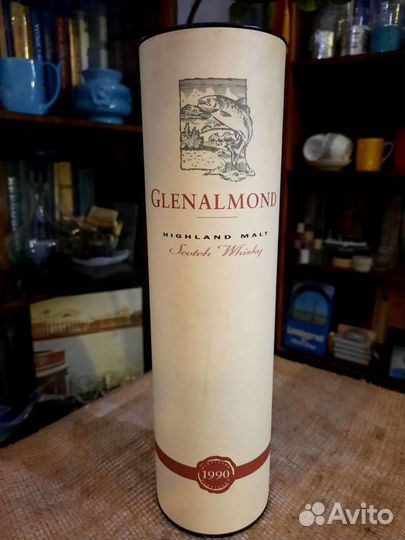 GLENALMOND
HIGHLAND MALT
Scotch Whisky
1990
Avito